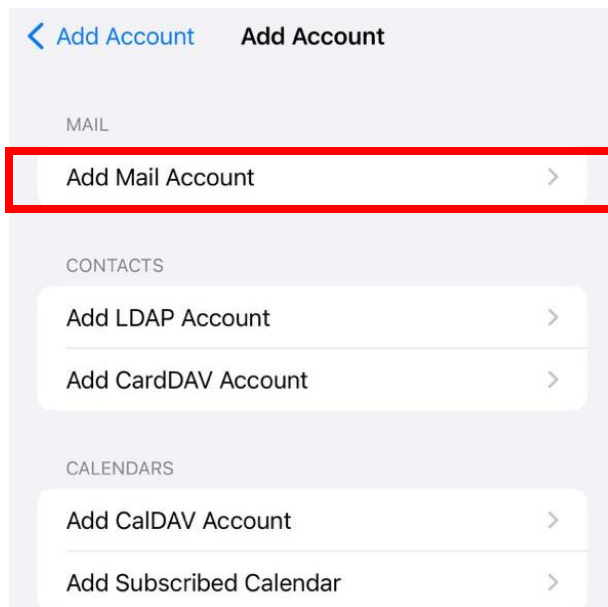 Add Account Add Account
MAIL
Add Mail Account
CONTACTS
Add LDAP Account
Add CardDAV Account
CALENDARS
Add CalDAV Account
Add Subscribed Calendar